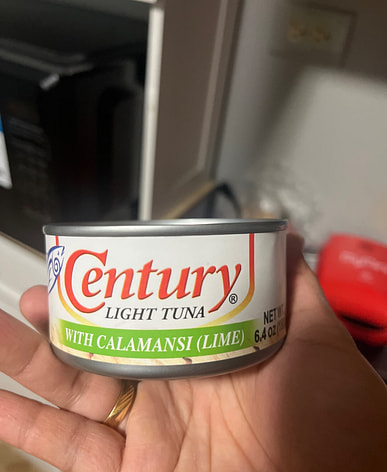 Century®
LIGHT TUNA
WITH CALAMANSI (LIME)
NET
6.4 oz